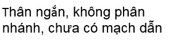 Thân ngắn, không phân
nhánh, chưa có mạch dẫn